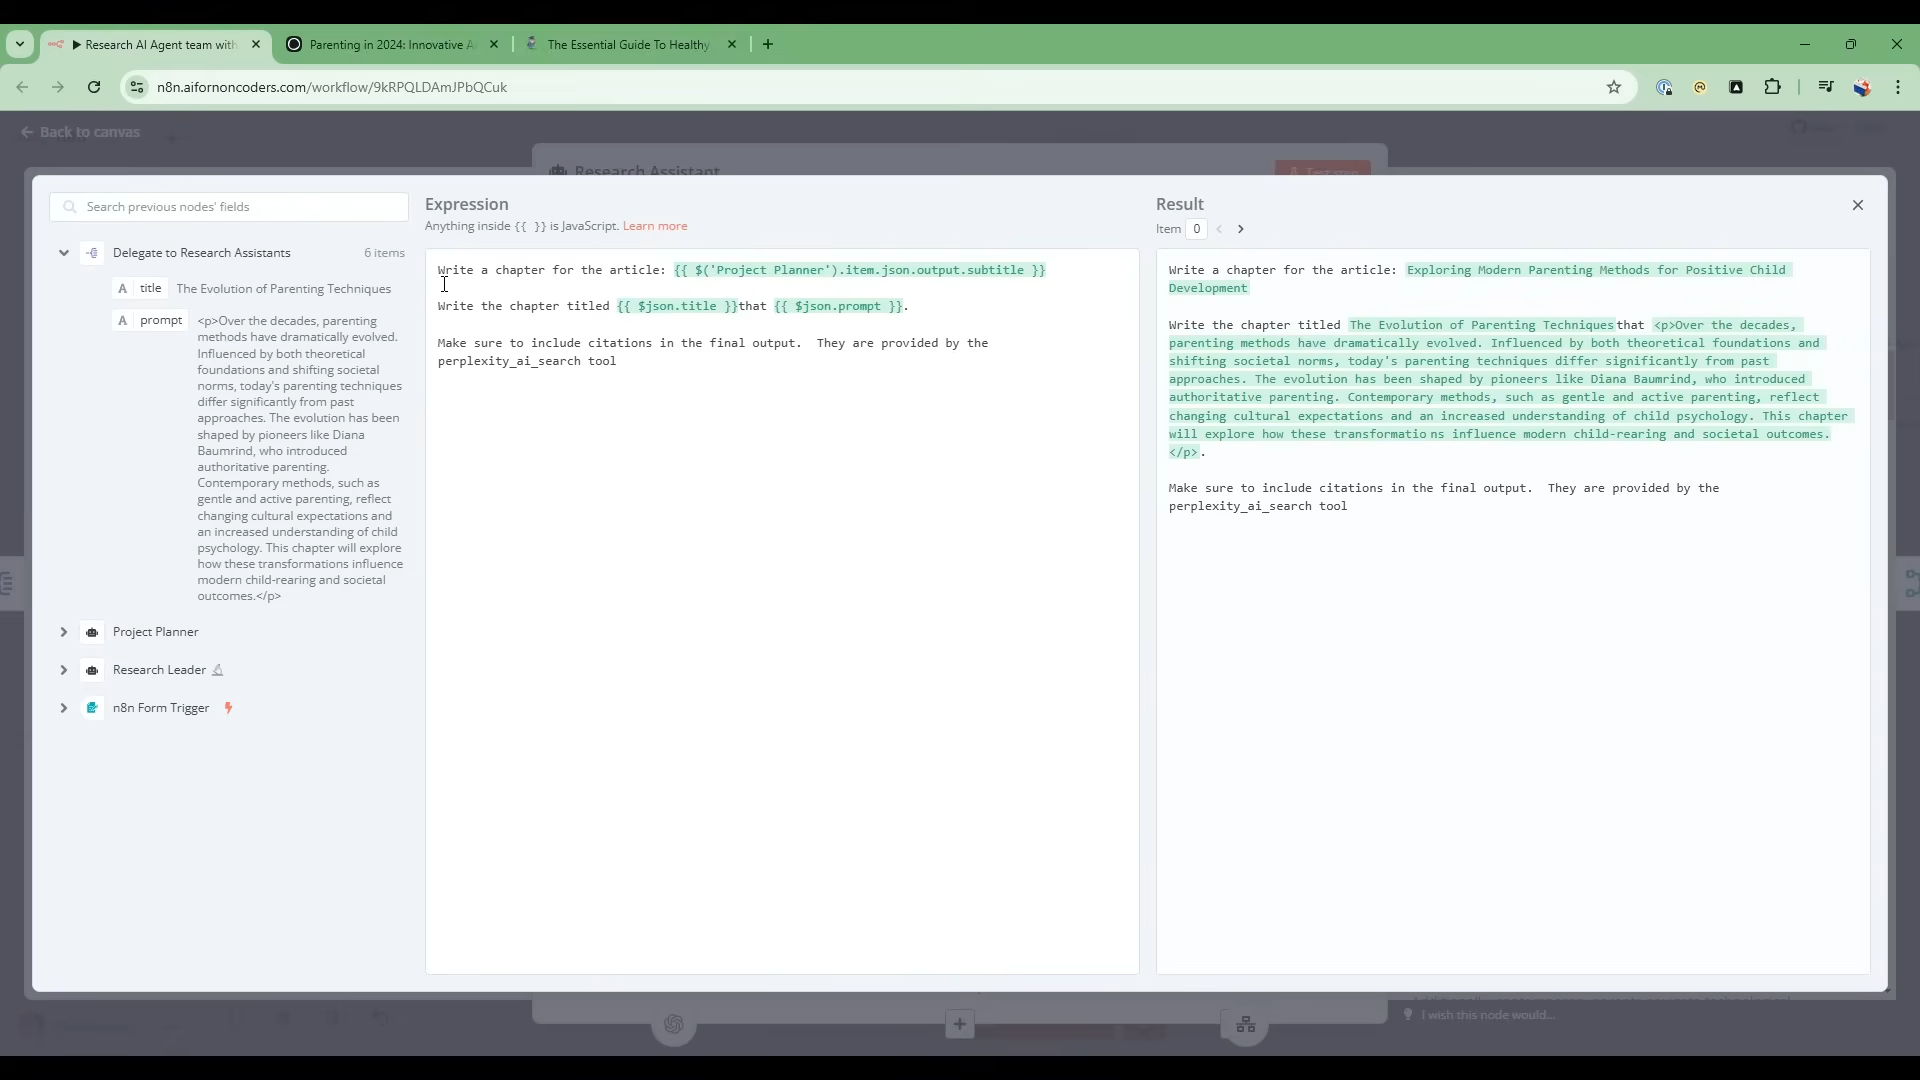 ▶ Research AI Agent team with
Parenting in 2024: Innovative A
The Essential Guide To Healthy
n8n.aifornoncoders.com/workflow/9kRPQLDAmJPbQCuk
Back to canvas
Research Assistant
Test step
Search previous nodes' fields
Delegate to Research Assistants 6 items
A title The Evolution of Parenting Techniques
A prompt <p>Over the decades, parenting
methods have dramatically evolved.
Influenced by both theoretical
foundations and shifting societal
norms, today's parenting techniques
differ significantly from past
approaches. The evolution has been
shaped by pioneers like Diana
Baumrind, who introduced
authoritative parenting.
Contemporary methods, such as
gentle and active parenting, reflect
changing cultural expectations and
an increased understanding of child
psychology. This chapter will explore
how these transformations influence
modern child-rearing and societal
outcomes.</p>
Project Planner
Research Leader
n8n Form Trigger
Expression
Anything inside {{ }} is JavaScript. Learn more
Write a chapter for the article: {{ $('Project Planner').item.json.output.subtitle }}
Write the chapter titled {{ $json.title }}that {{ $json.prompt }}.
Make sure to include citations in the final output.  They are provided by the
perplexity_ai_search tool
Result
Item 0
Write a chapter for the article: Exploring Modern Parenting Methods for Positive Child
Development
Write the chapter titled The Evolution of Parenting Techniquesthat <p>Over the decades,
parenting methods have dramatically evolved. Influenced by both theoretical foundations and
shifting societal norms, today's parenting techniques differ significantly from past
approaches. The evolution has been shaped by pioneers like Diana Baumrind, who introduced
authoritative parenting. Contemporary methods, such as gentle and active parenting, reflect
changing cultural expectations and an increased understanding of child psychology. This chapter
will explore how these transformatio ns influence modern child-rearing and societal outcomes.
</p>.
Make sure to include citations in the final output.  They are provided by the
perplexity_ai_search tool
I wish this node would...